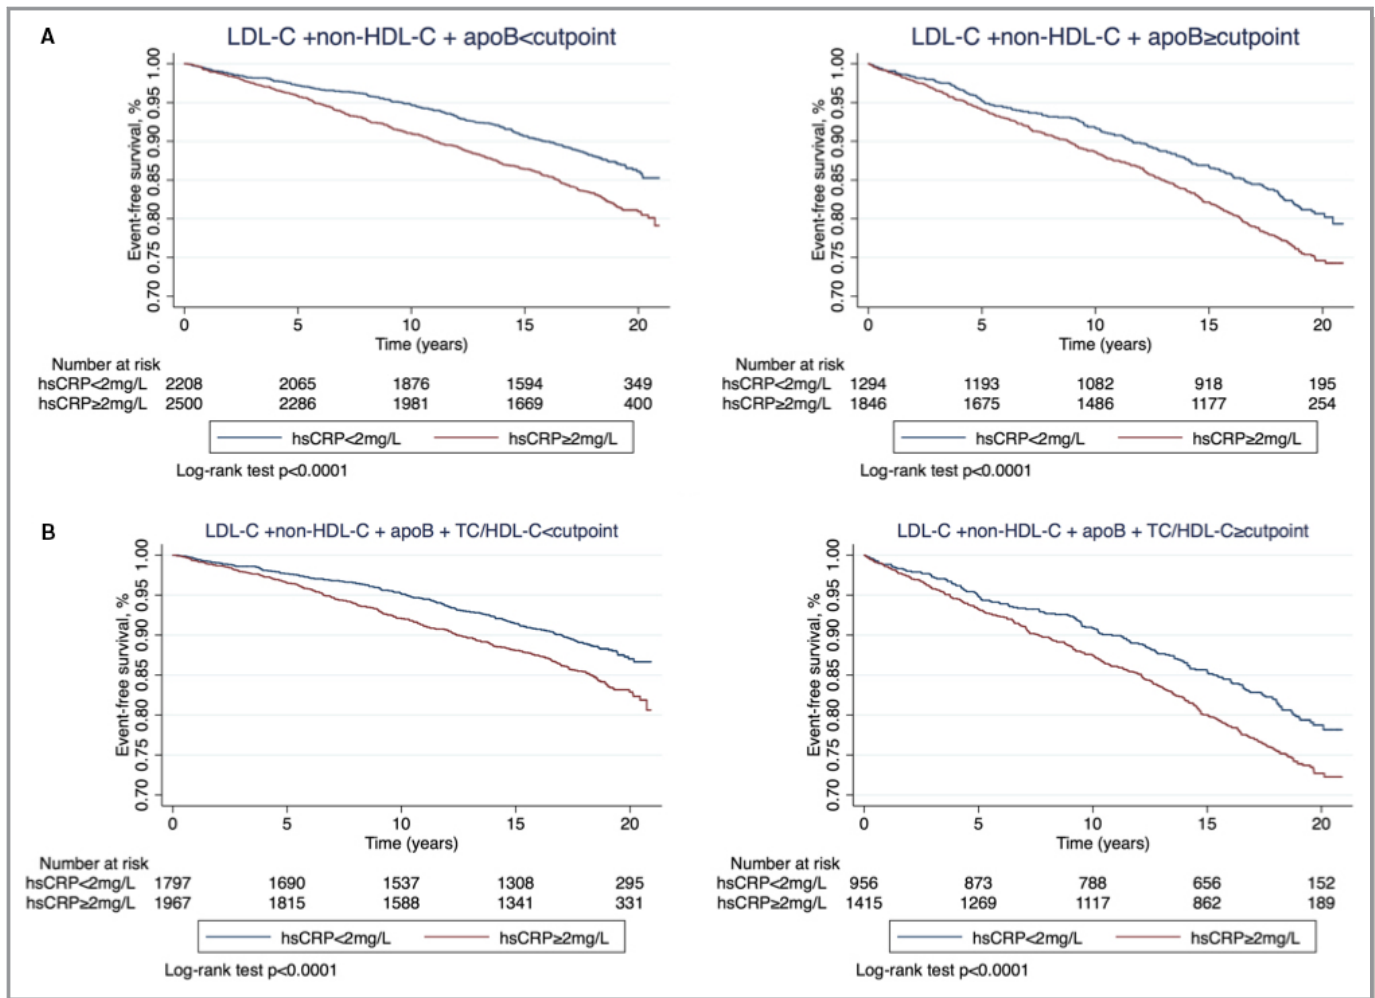 A
LDL-C +non-HDL-C + apoB<cutpoint
Event-free survival, %
1.00
0.95
0.90
0.85
0.80
0.75
0.70
0 5 10 15 20
Time (years)
Number at risk
hsCRP<2mg/L 2208 2065 1876 1594 349
hsCRP≥2mg/L 2500 2286 1981 1669 400
hsCRP<2mg/L hsCRP≥2mg/L
Log-rank test p<0.0001
LDL-C +non-HDL-C + apoB≥cutpoint
Event-free survival, %
1.00
0.95
0.90
0.85
0.80
0.75
0.70
0 5 10 15 20
Time (years)
Number at risk
hsCRP<2mg/L 1294 1193 1082 918 195
hsCRP≥2mg/L 1846 1675 1486 1177 254
hsCRP<2mg/L hsCRP≥2mg/L
Log-rank test p<0.0001
B
LDL-C +non-HDL-C + apoB + TC/HDL-C<cutpoint
Event-free survival, %
1.00
0.95
0.90
0.85
0.80
0.75
0.70
0 5 10 15 20
Time (years)
Number at risk
hsCRP<2mg/L 1797 1690 1537 1308 295
hsCRP≥2mg/L 1967 1815 1588 1341 331
hsCRP<2mg/L hsCRP≥2mg/L
Log-rank test p<0.0001
LDL-C +non-HDL-C + apoB + TC/HDL-C≥cutpoint
Event-free survival, %
1.00
0.95
0.90
0.85
0.80
0.75
0.70
0 5 10 15 20
Time (years)
Number at risk
hsCRP<2mg/L 956 873 788 656 152
hsCRP≥2mg/L 1415 1269 1117 862 189
hsCRP<2mg/L hsCRP≥2mg/L
Log-rank test p<0.0001